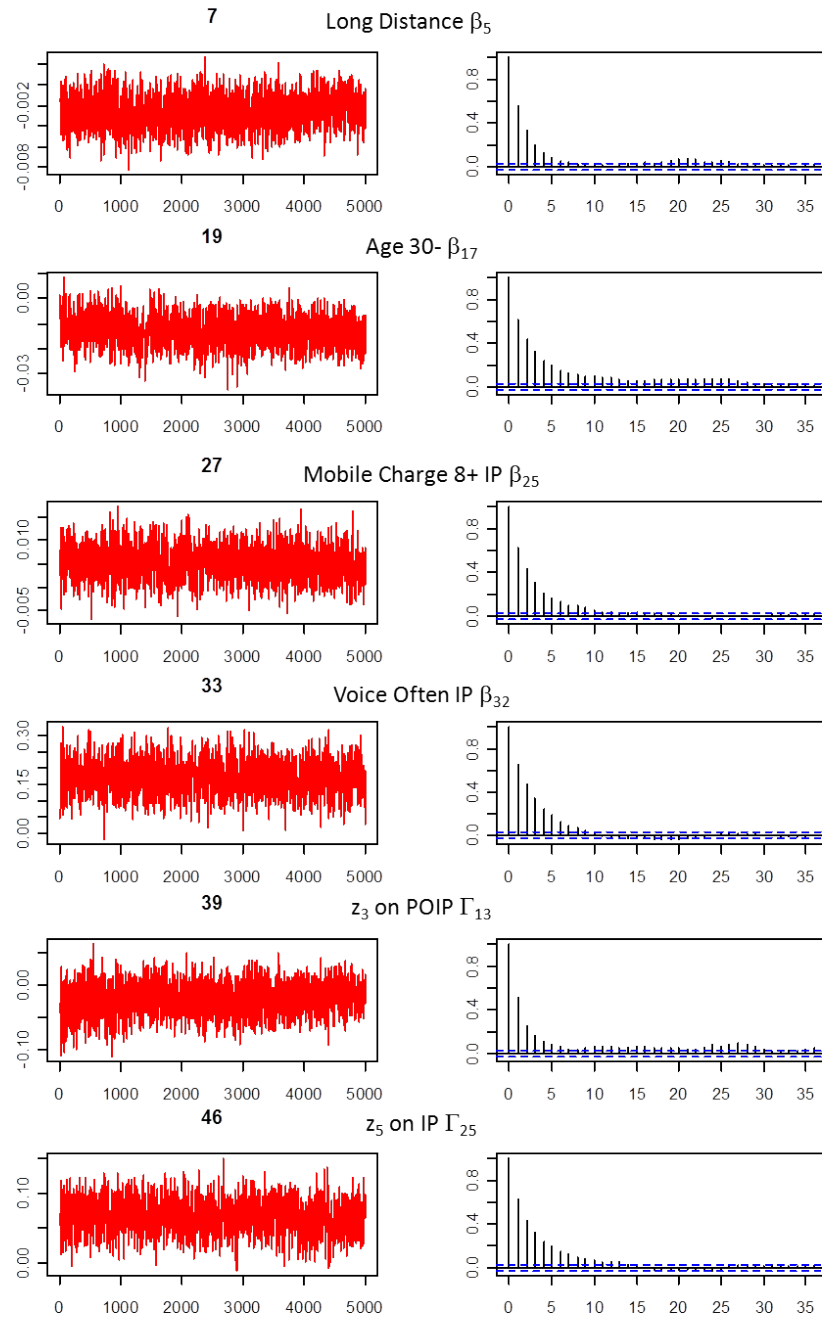 7
Long Distance β5
-0.008 -0.002
0 1000 2000 3000 4000 5000
0.0 0.4 0.8
0 5 10 15 20 25 30 35
19
Age 30- β17
-0.03 0.00
0 1000 2000 3000 4000 5000
0.0 0.4 0.8
0 5 10 15 20 25 30 35
27
Mobile Charge 8+ IP β25
-0.005 0.010
0 1000 2000 3000 4000 5000
0.0 0.4 0.8
0 5 10 15 20 25 30 35
33
Voice Often IP β32
0.00 0.15 0.30
0 1000 2000 3000 4000 5000
0.0 0.4 0.8
0 5 10 15 20 25 30 35
39
z3 on POIP Γ13
-0.10 0.00
0 1000 2000 3000 4000 5000
0.0 0.4 0.8
0 5 10 15 20 25 30 35
46
z5 on IP Γ25
0.00 0.10
0 1000 2000 3000 4000 5000
0.0 0.4 0.8
0 5 10 15 20 25 30 35